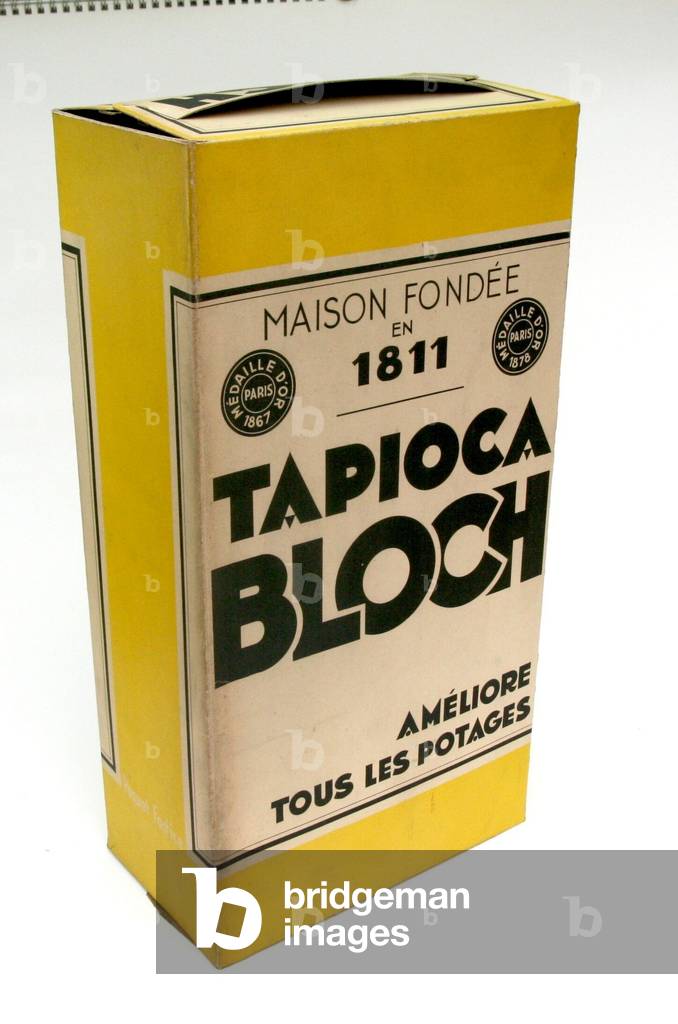 MAISON FONDÉE
EN
1811
MÉDAILLE D'OR
PARIS
1867
MÉDAILLE D'OR
PARIS
1878
TAPIOCA
BLOCH
AMÉLIORE
TOUS LES POTAGES
b bridgeman
images